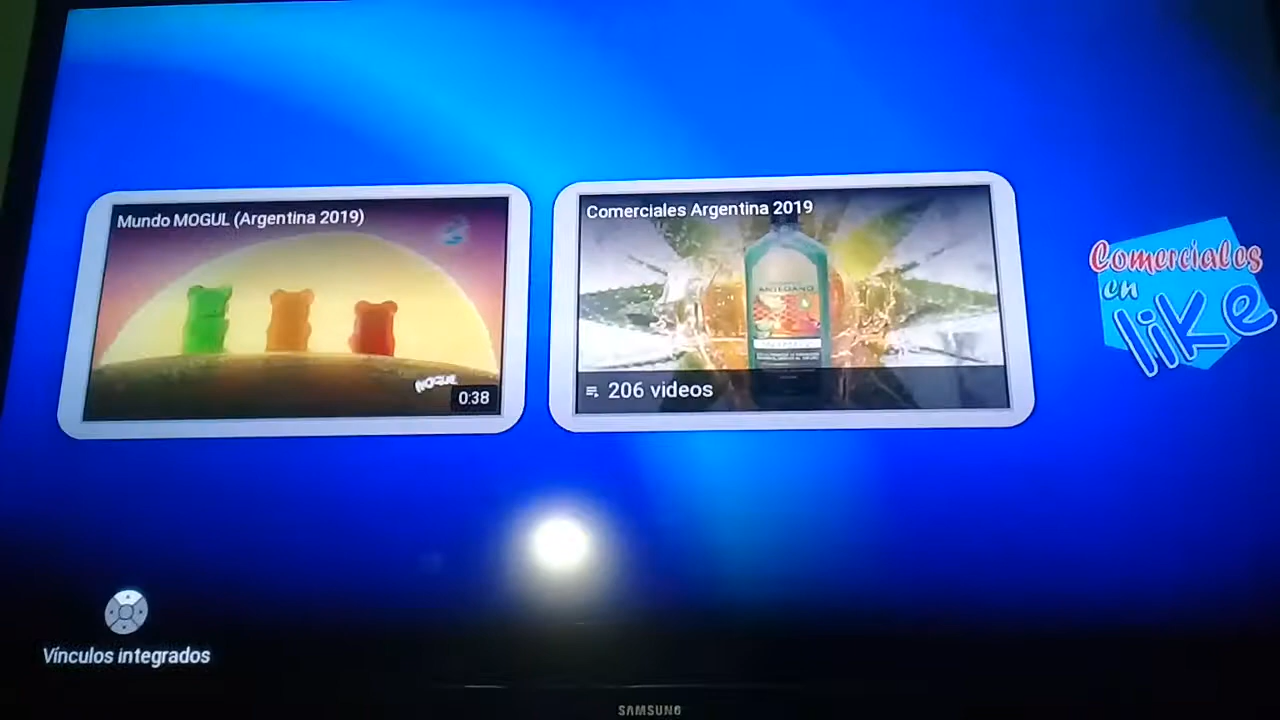 Mundo MOGUL (Argentina 2019)
MOGUL
0:38
Comerciales Argentina 2019
206 videos
Comerciales
en
like
Vínculos integrados
SAMSUNG